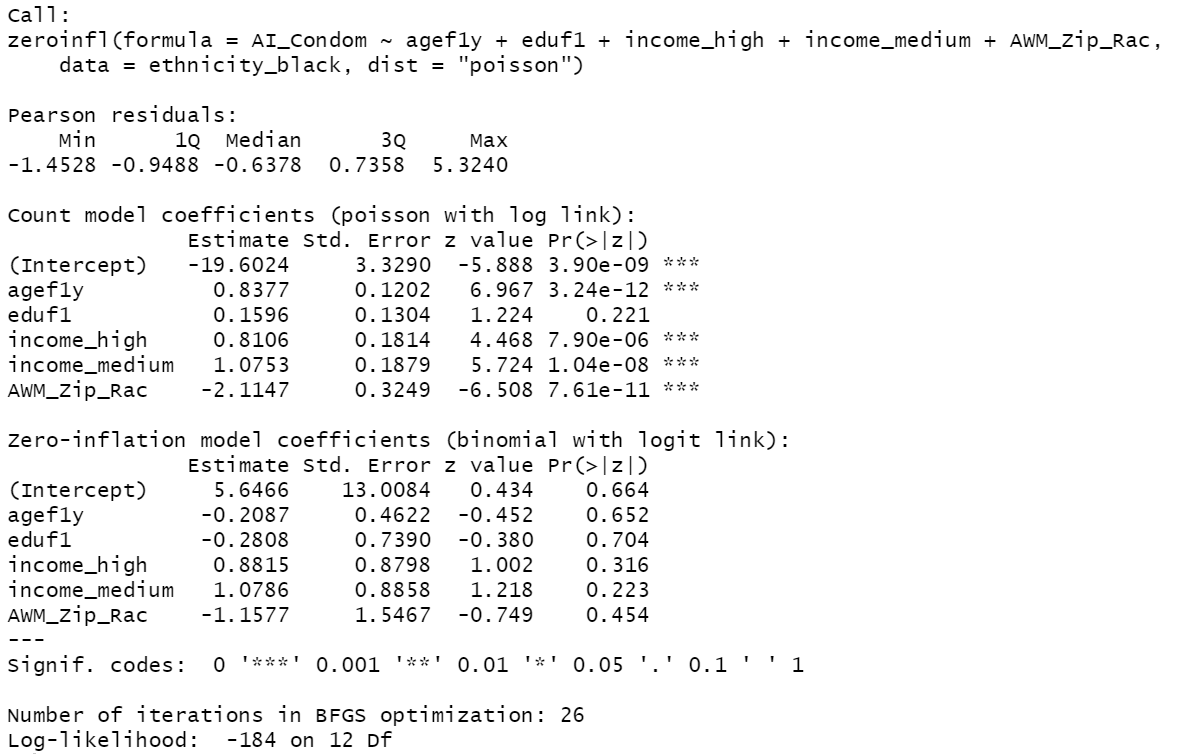 Call:
zeroinfl(formula = AI_Condom ~ agef1y + eduf1 + income_high + income_medium + AWM_Zip_Rac,
    data = ethnicity_black, dist = "poisson")

Pearson residuals:
    Min      1Q  Median      3Q     Max
-1.4528 -0.9488 -0.6378  0.7358  5.3240

Count model coefficients (poisson with log link):
              Estimate Std. Error z value Pr(>|z|)
(Intercept)   -19.6024     3.3290  -5.888 3.90e-09 ***
agef1y          0.8377     0.1202   6.967 3.24e-12 ***
eduf1           0.1596     0.1304   1.224    0.221
income_high     0.8106     0.1814   4.468 7.90e-06 ***
income_medium   1.0753     0.1879   5.724 1.04e-08 ***
AWM_Zip_Rac    -2.1147     0.3249  -6.508 7.61e-11 ***

Zero-inflation model coefficients (binomial with logit link):
              Estimate Std. Error z value Pr(>|z|)
(Intercept)     5.6466    13.0084   0.434    0.664
agef1y         -0.2087     0.4622  -0.452    0.652
eduf1          -0.2808     0.7390  -0.380    0.704
income_high     0.8815     0.8798   1.002    0.316
income_medium   1.0786     0.8858   1.218    0.223
AWM_Zip_Rac    -1.1577     1.5467  -0.749    0.454
---
Signif. codes:  0 '***' 0.001 '**' 0.01 '*' 0.05 '.' 0.1 ' ' 1

Number of iterations in BFGS optimization: 26
Log-likelihood:  -184 on 12 Df